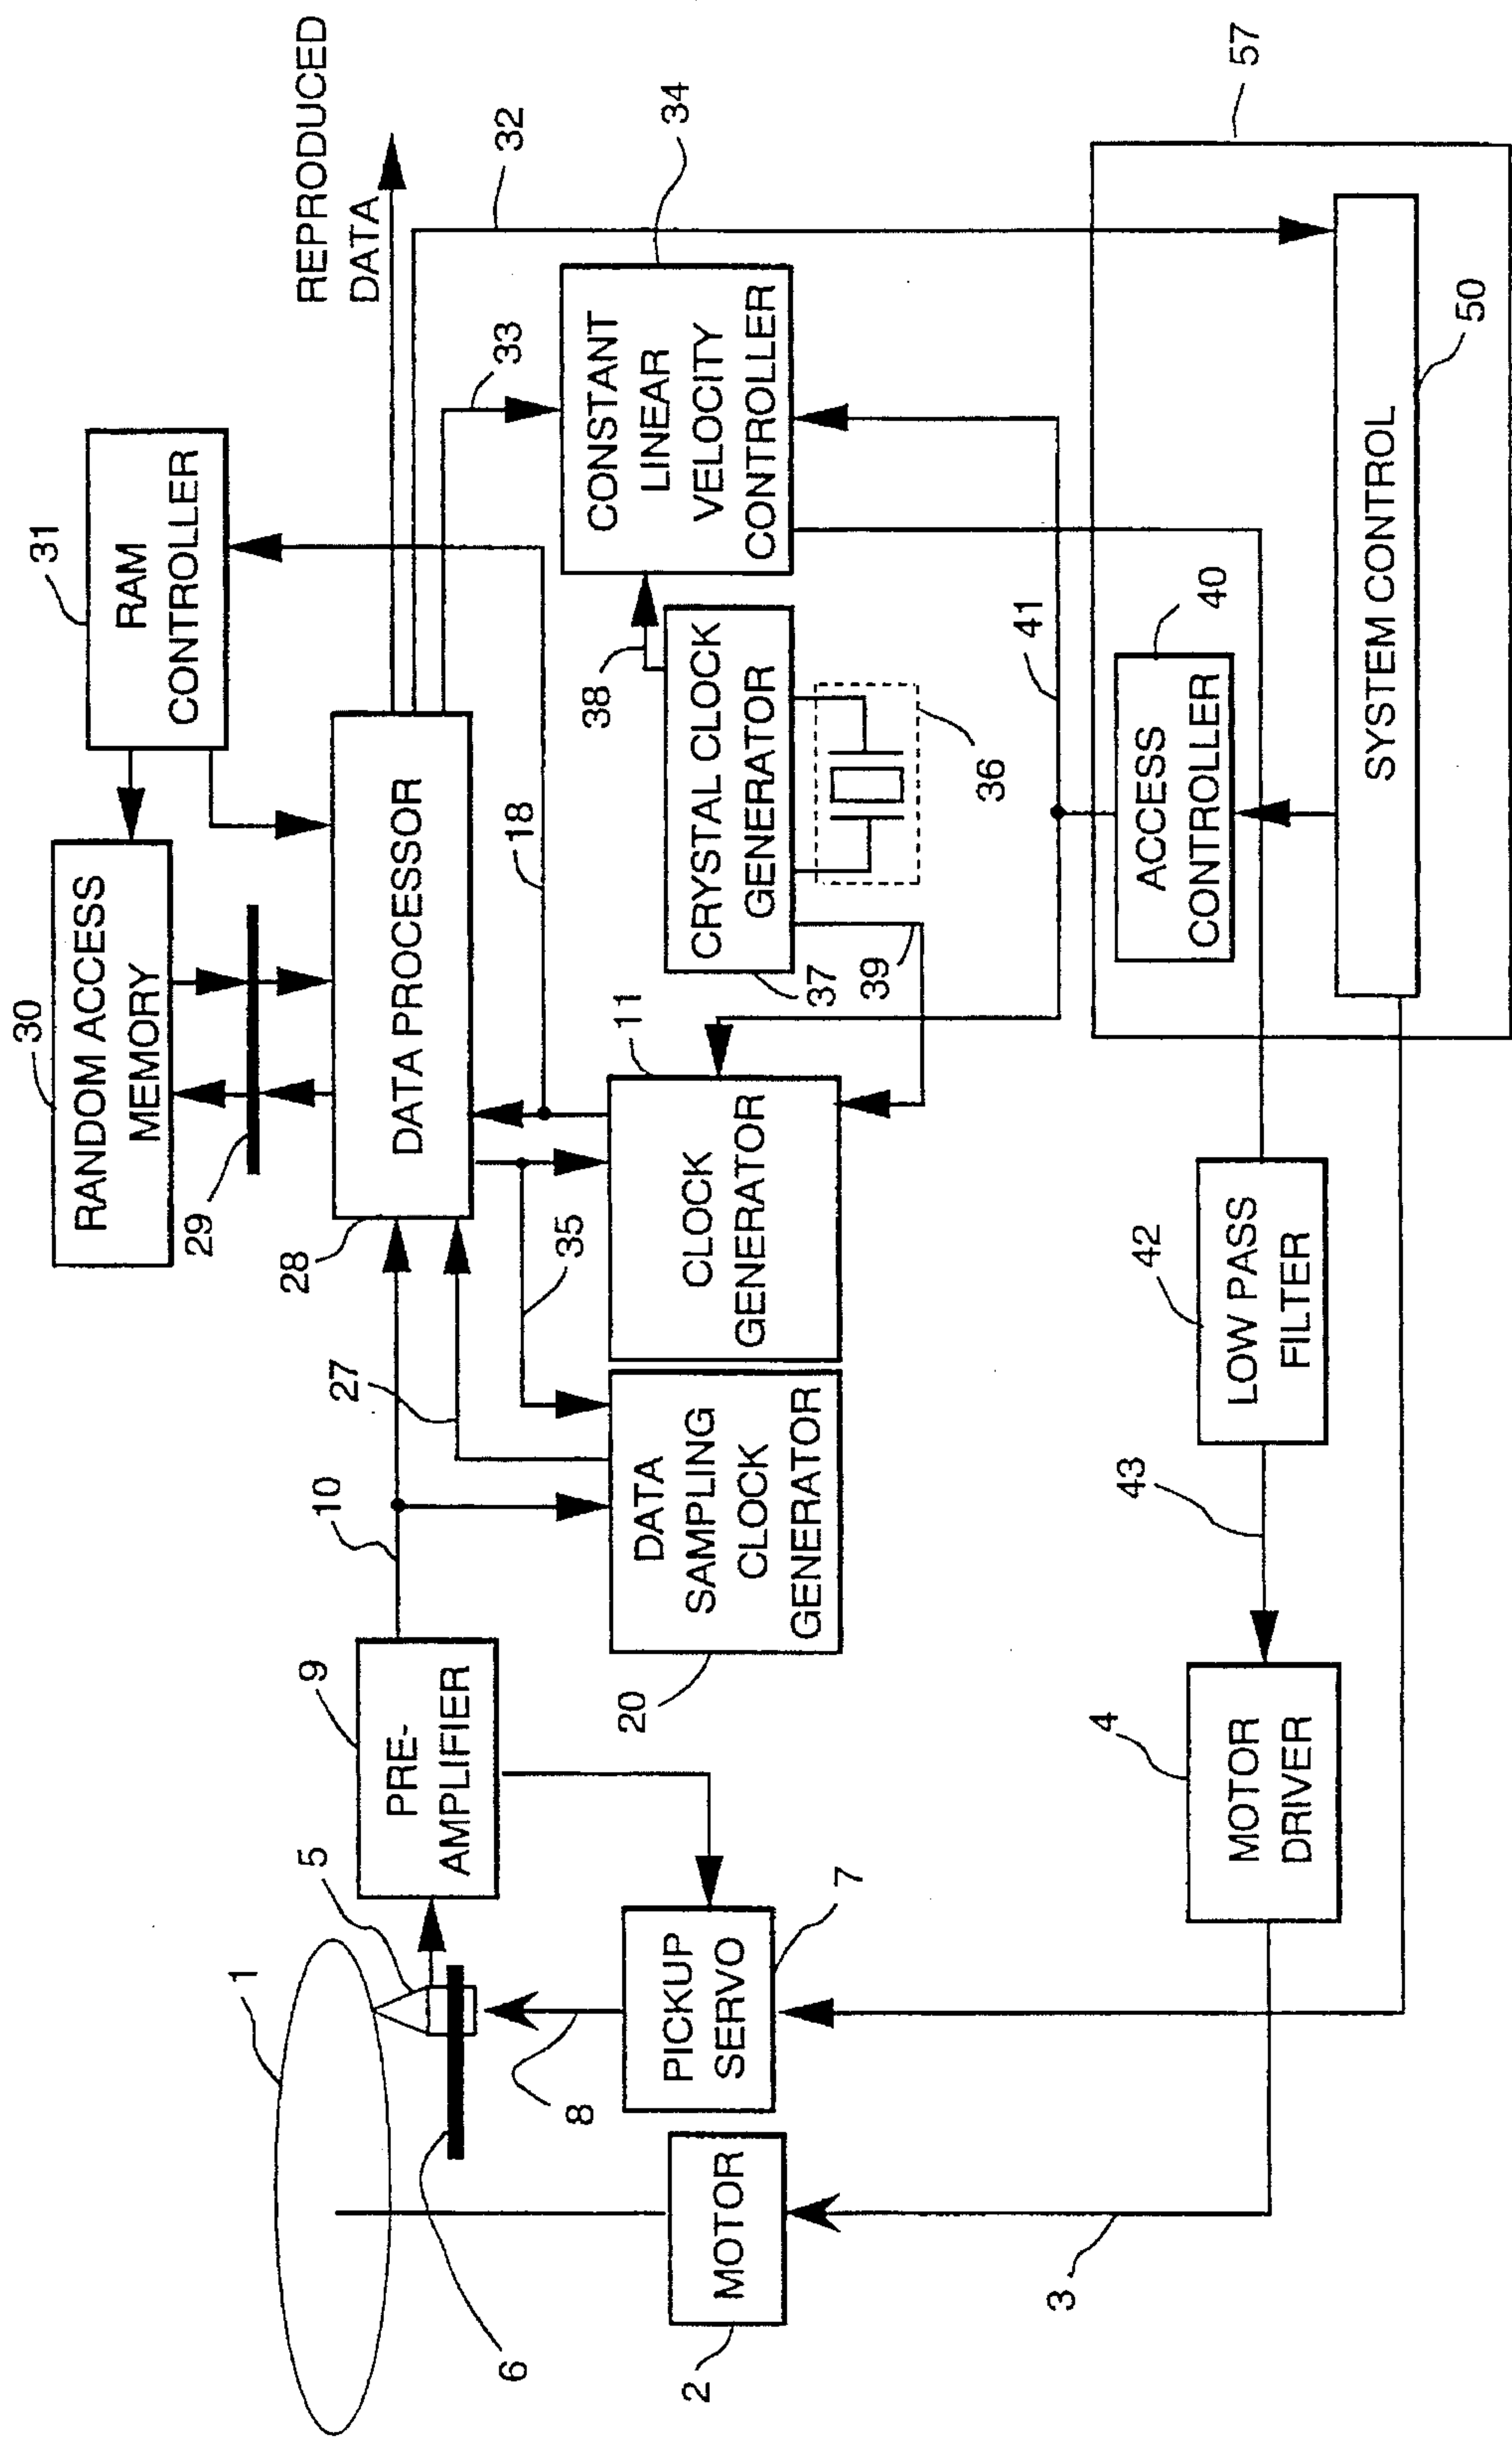 1
5
6
8
2
MOTOR
3
PICKUP
SERVO
7
9
PRE-
AMPLIFIER
10
27
20
DATA
SAMPLING
CLOCK
GENERATOR
4
MOTOR
DRIVER
43
42
LOW PASS
FILTER
30
RANDOM ACCESS
MEMORY
29
28
DATA PROCESSOR
35
CLOCK
GENERATOR
11
18
31
RAM
CONTROLLER
REPRODUCED
DATA
32
33
34
CONSTANT
LINEAR
VELOCITY
CONTROLLER
38
CRYSTAL CLOCK
GENERATOR
37
39
36
41
ACCESS
CONTROLLER
40
SYSTEM CONTROL
50
57